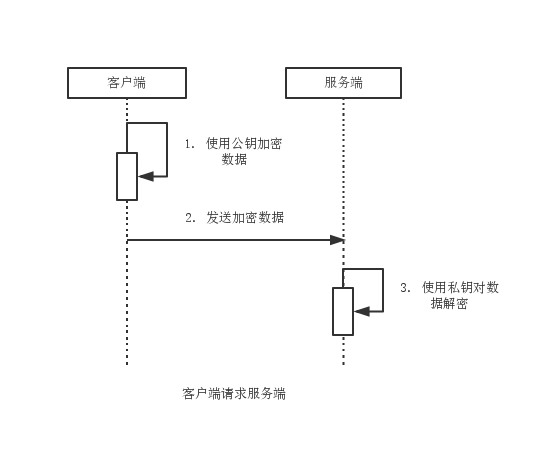 客户端
服务端
1. 使用公钥加密
数据
2. 发送加密数据
3. 使用私钥对数
据解密
客户端请求服务端